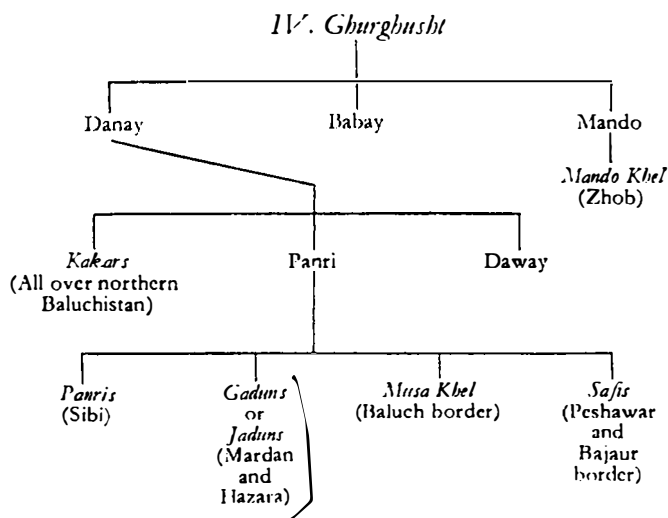 IV. Ghurghusht
Danay
Babay
Mando
Mando Khel
(Zhob)
Kakars
(All over northern
Baluchistan)
Panri
Daway
Panris
(Sibi)
Gaduns
or
Jaduns
(Mardan
and
Hazara)
Musa Khel
(Baluch border)
Safis
(Peshawar
and
Bajaur
border)